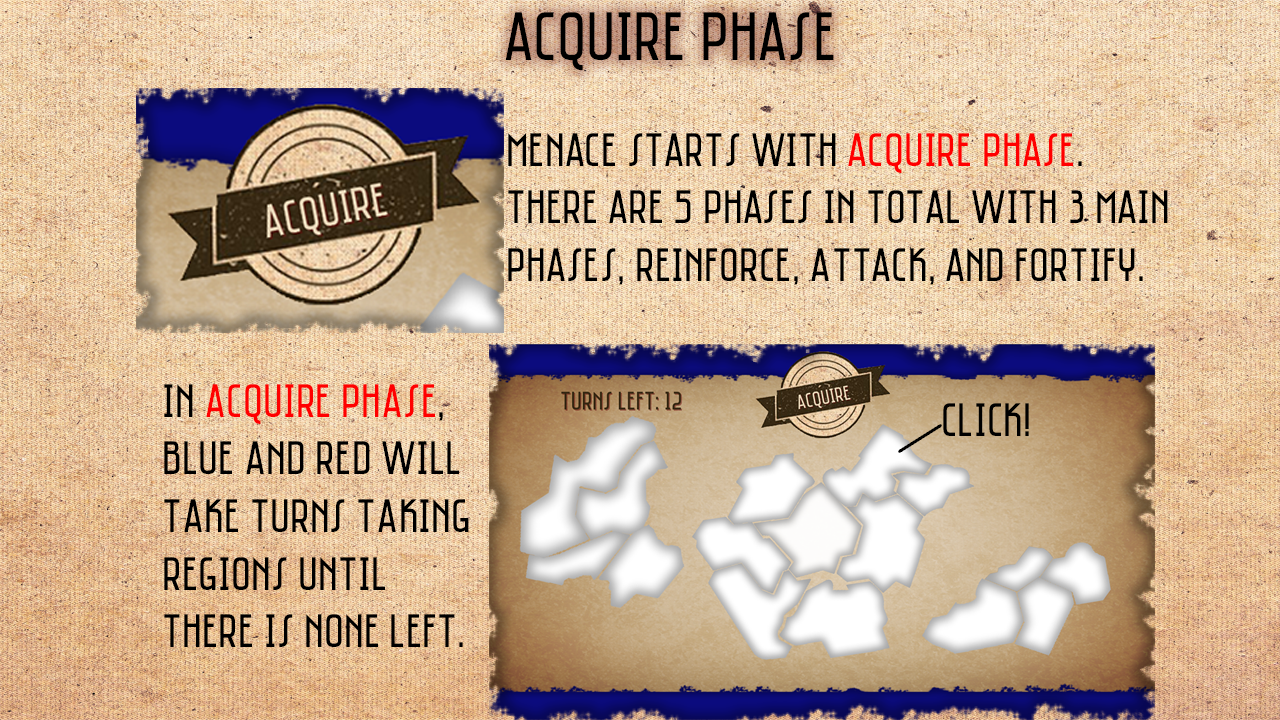 ACQUIRE PHASE
ACQUIRE
MENACE STARTS WITH ACQUIRE PHASE.
THERE ARE 5 PHASES IN TOTAL WITH 3 MAIN
PHASES, REINFORCE, ATTACK, AND FORTIFY.
IN ACQUIRE PHASE,
BLUE AND RED WILL
TAKE TURNS TAKING
REGIONS UNTIL
THERE IS NONE LEFT.
TURNS LEFT: 12
ACQUIRE
CLICK!